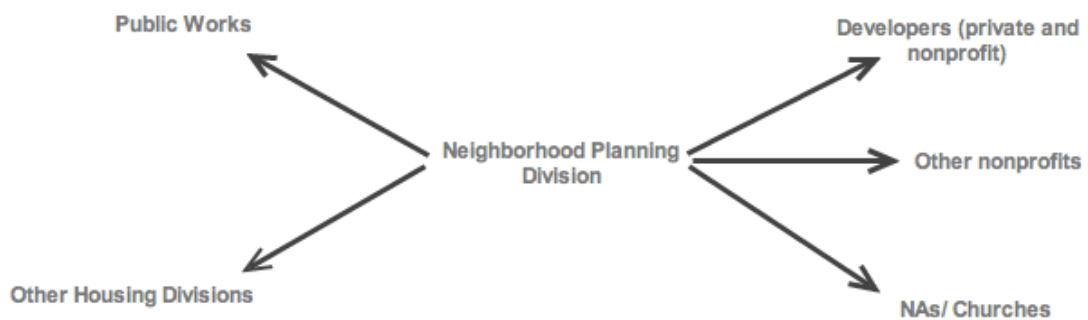 Public Works
Developers (private and
nonprofit)
Neighborhood Planning
Division
Other nonprofits
Other Housing Divisions
NAs/ Churches